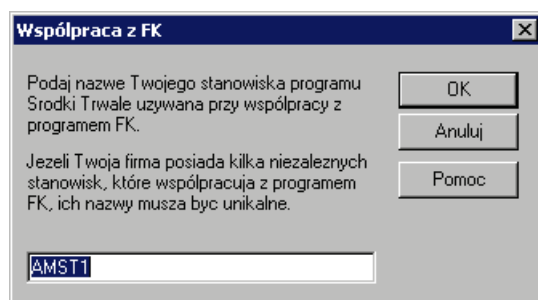 Wspólpraca z FK
Podaj nazwe Twojego stanowiska programu
Srodki Trwale uzywana przy wspólpracy z
programem FK.
Jezeli Twoja firma posiada kilka niezaleznych
stanowisk, które wspólpracuja z programem
FK, ich nazwy musza byc unikalne.
AMST1
OK
Anuluj
Pomoc